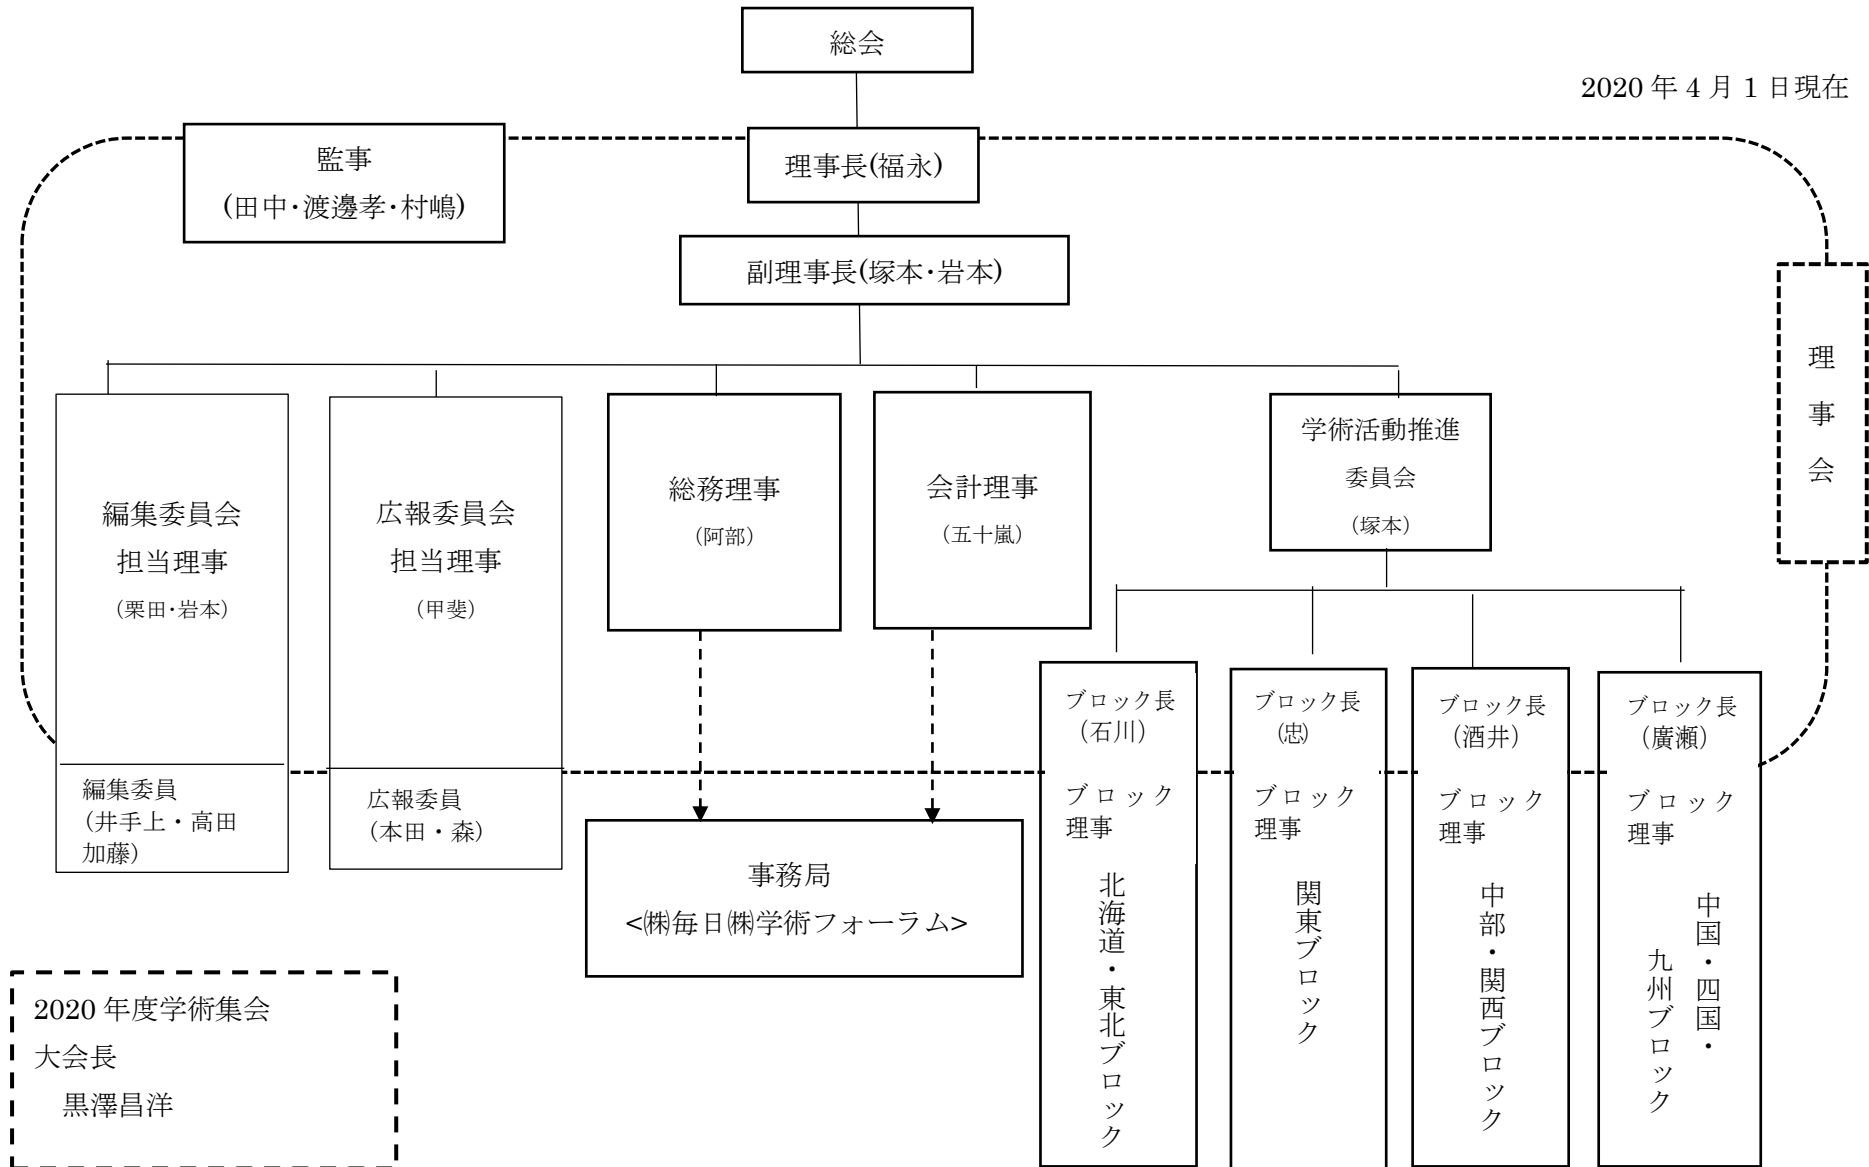 総会
2020年4月1日現在
監事
(田中･渡邊孝･村嶋)
理事長(福永)
副理事長(塚本･岩本)
理事会
編集委員会
担当理事
(栗田･岩本)
編集委員
(井手上・高田
加藤)
広報委員会
担当理事
(甲斐)
広報委員
(本田・森)
総務理事
(阿部)
会計理事
(五十嵐)
学術活動推進
委員会
(塚本)
事務局
<㈱毎日㈱学術フォーラム>
ブロック長
(石川)
ブロック
理事
北海道・東北ブロック
ブロック長
(忠)
ブロック
理事
関東ブロック
ブロック長
(酒井)
ブロック
理事
中部・関西ブロック
ブロック長
(廣瀬)
ブロック
理事
中国・四国・
九州ブロック
2020年度学術集会
大会長
黒澤昌洋